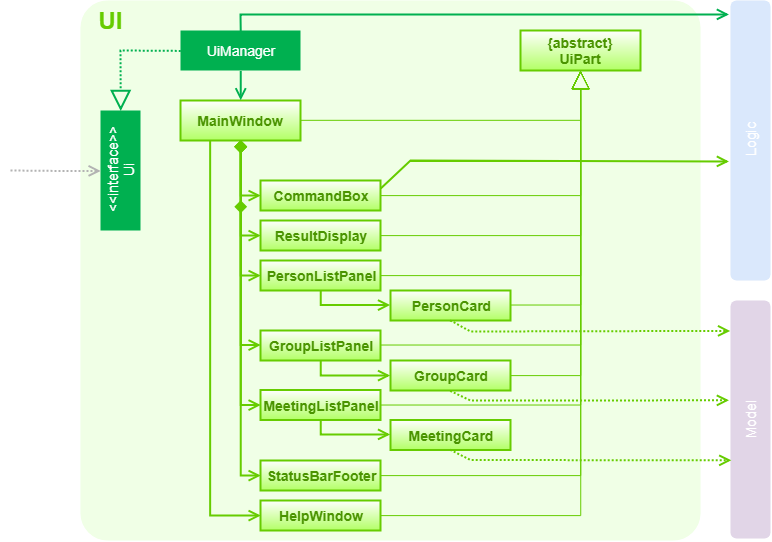 UI
UiManager
{abstract}
UiPart
<<Interface>>
UI
MainWindow
Logic
CommandBox
ResultDisplay
PersonListPanel
PersonCard
GroupListPanel
GroupCard
MeetingListPanel
MeetingCard
Model
StatusBarFooter
HelpWindow